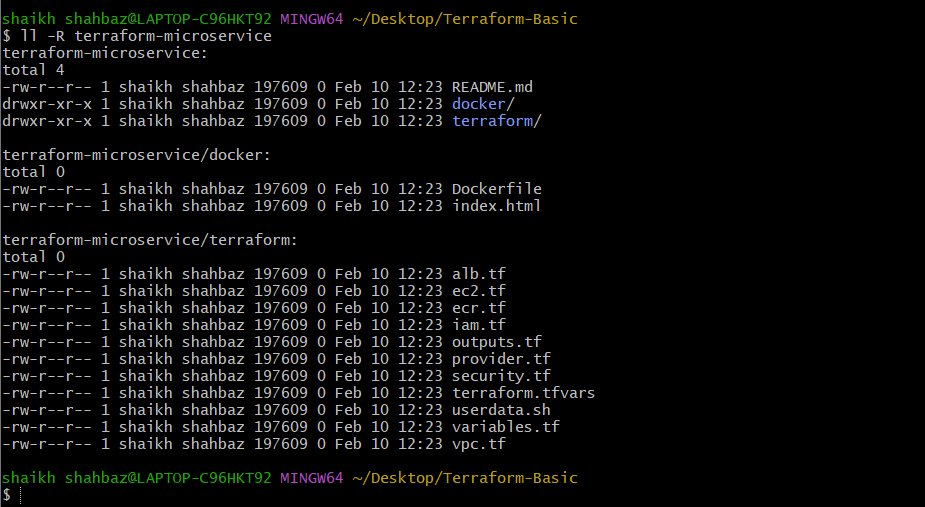 shaikh shahbaz@LAPTOP-C96HKT92 MINGW64 ~/Desktop/Terraform-Basic
$ ll -R terraform-microservice
terraform-microservice:
total 4
-rw-r--r-- 1 shaikh shahbaz 197609 0 Feb 10 12:23 README.md
drwxr-xr-x 1 shaikh shahbaz 197609 0 Feb 10 12:23 docker/
drwxr-xr-x 1 shaikh shahbaz 197609 0 Feb 10 12:23 terraform/

terraform-microservice/docker:
total 0
-rw-r--r-- 1 shaikh shahbaz 197609 0 Feb 10 12:23 Dockerfile
-rw-r--r-- 1 shaikh shahbaz 197609 0 Feb 10 12:23 index.html

terraform-microservice/terraform:
total 0
-rw-r--r-- 1 shaikh shahbaz 197609 0 Feb 10 12:23 alb.tf
-rw-r--r-- 1 shaikh shahbaz 197609 0 Feb 10 12:23 ec2.tf
-rw-r--r-- 1 shaikh shahbaz 197609 0 Feb 10 12:23 ecr.tf
-rw-r--r-- 1 shaikh shahbaz 197609 0 Feb 10 12:23 iam.tf
-rw-r--r-- 1 shaikh shahbaz 197609 0 Feb 10 12:23 outputs.tf
-rw-r--r-- 1 shaikh shahbaz 197609 0 Feb 10 12:23 provider.tf
-rw-r--r-- 1 shaikh shahbaz 197609 0 Feb 10 12:23 security.tf
-rw-r--r-- 1 shaikh shahbaz 197609 0 Feb 10 12:23 terraform.tfvars
-rw-r--r-- 1 shaikh shahbaz 197609 0 Feb 10 12:23 userdata.sh
-rw-r--r-- 1 shaikh shahbaz 197609 0 Feb 10 12:23 variables.tf
-rw-r--r-- 1 shaikh shahbaz 197609 0 Feb 10 12:23 vpc.tf

shaikh shahbaz@LAPTOP-C96HKT92 MINGW64 ~/Desktop/Terraform-Basic
$